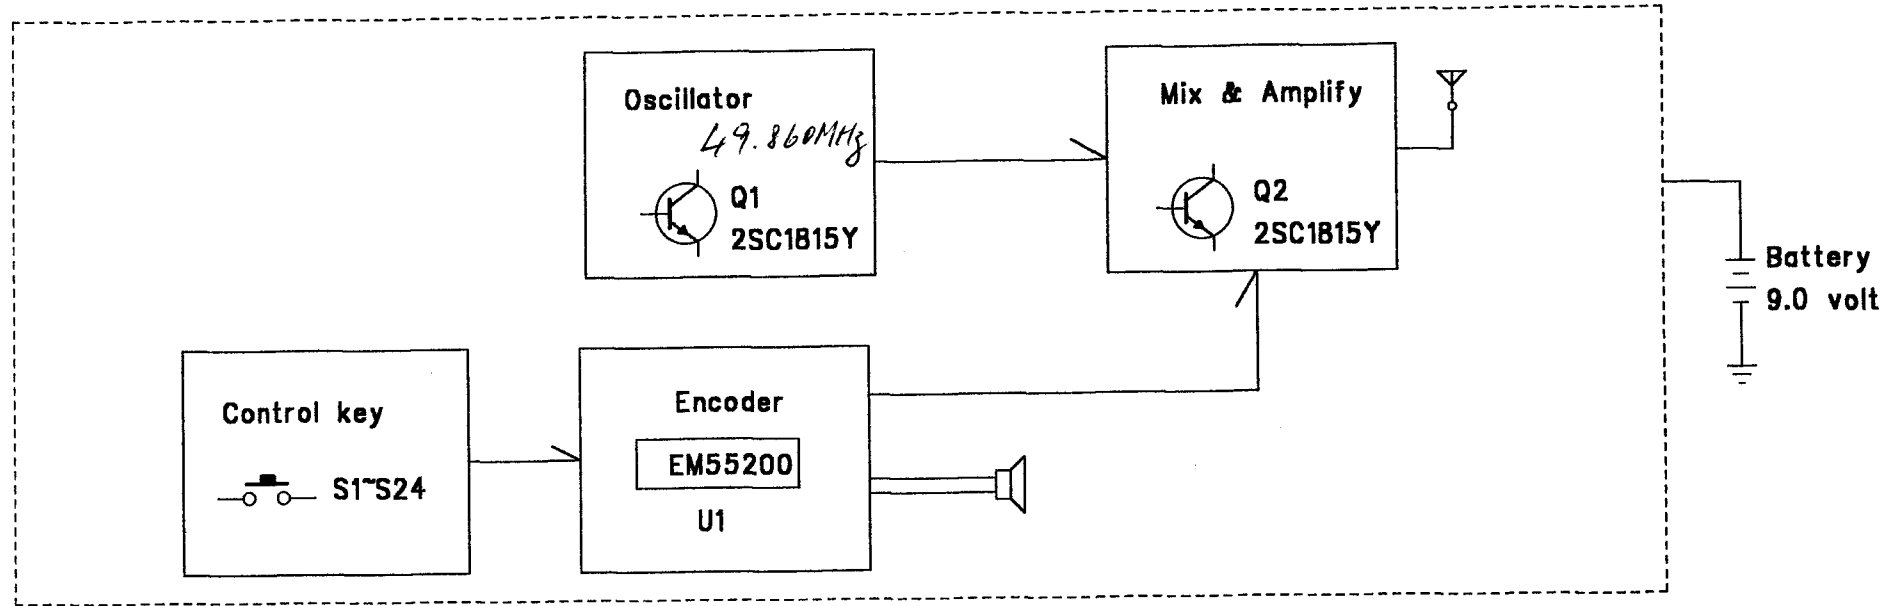 Oscillator
49.860MHz
Q1
2SC1815Y
Mix & Amplify
Q2
2SC1815Y
Battery
9.0 volt
Control key
S1~S24
Encoder
EM55200
U1